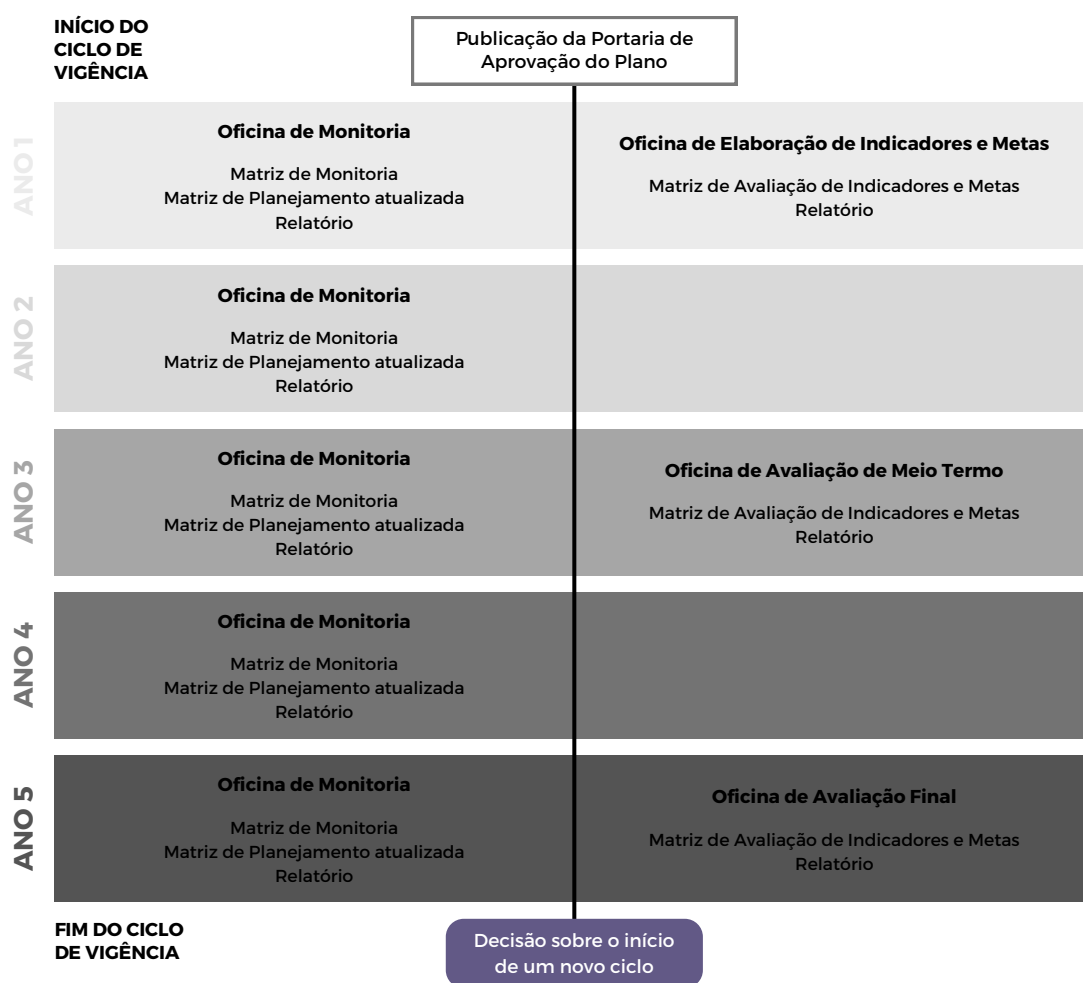 INÍCIO DO
CICLO DE
VIGÊNCIA
Publicação da Portaria de
Aprovação do Plano
ANO 1
Oficina de Monitoria
Matriz de Monitoria
Matriz de Planejamento atualizada
Relatório
Oficina de Elaboração de Indicadores e Metas
Matriz de Avaliação de Indicadores e Metas
Relatório
ANO 2
Oficina de Monitoria
Matriz de Monitoria
Matriz de Planejamento atualizada
Relatório
ANO 3
Oficina de Monitoria
Matriz de Monitoria
Matriz de Planejamento atualizada
Relatório
Oficina de Avaliação de Meio Termo
Matriz de Avaliação de Indicadores e Metas
Relatório
ANO 4
Oficina de Monitoria
Matriz de Monitoria
Matriz de Planejamento atualizada
Relatório
ANO 5
Oficina de Monitoria
Matriz de Monitoria
Matriz de Planejamento atualizada
Relatório
Oficina de Avaliação Final
Matriz de Avaliação de Indicadores e Metas
Relatório
FIM DO CICLO
DE VIGÊNCIA
Decisão sobre o início
de um novo ciclo